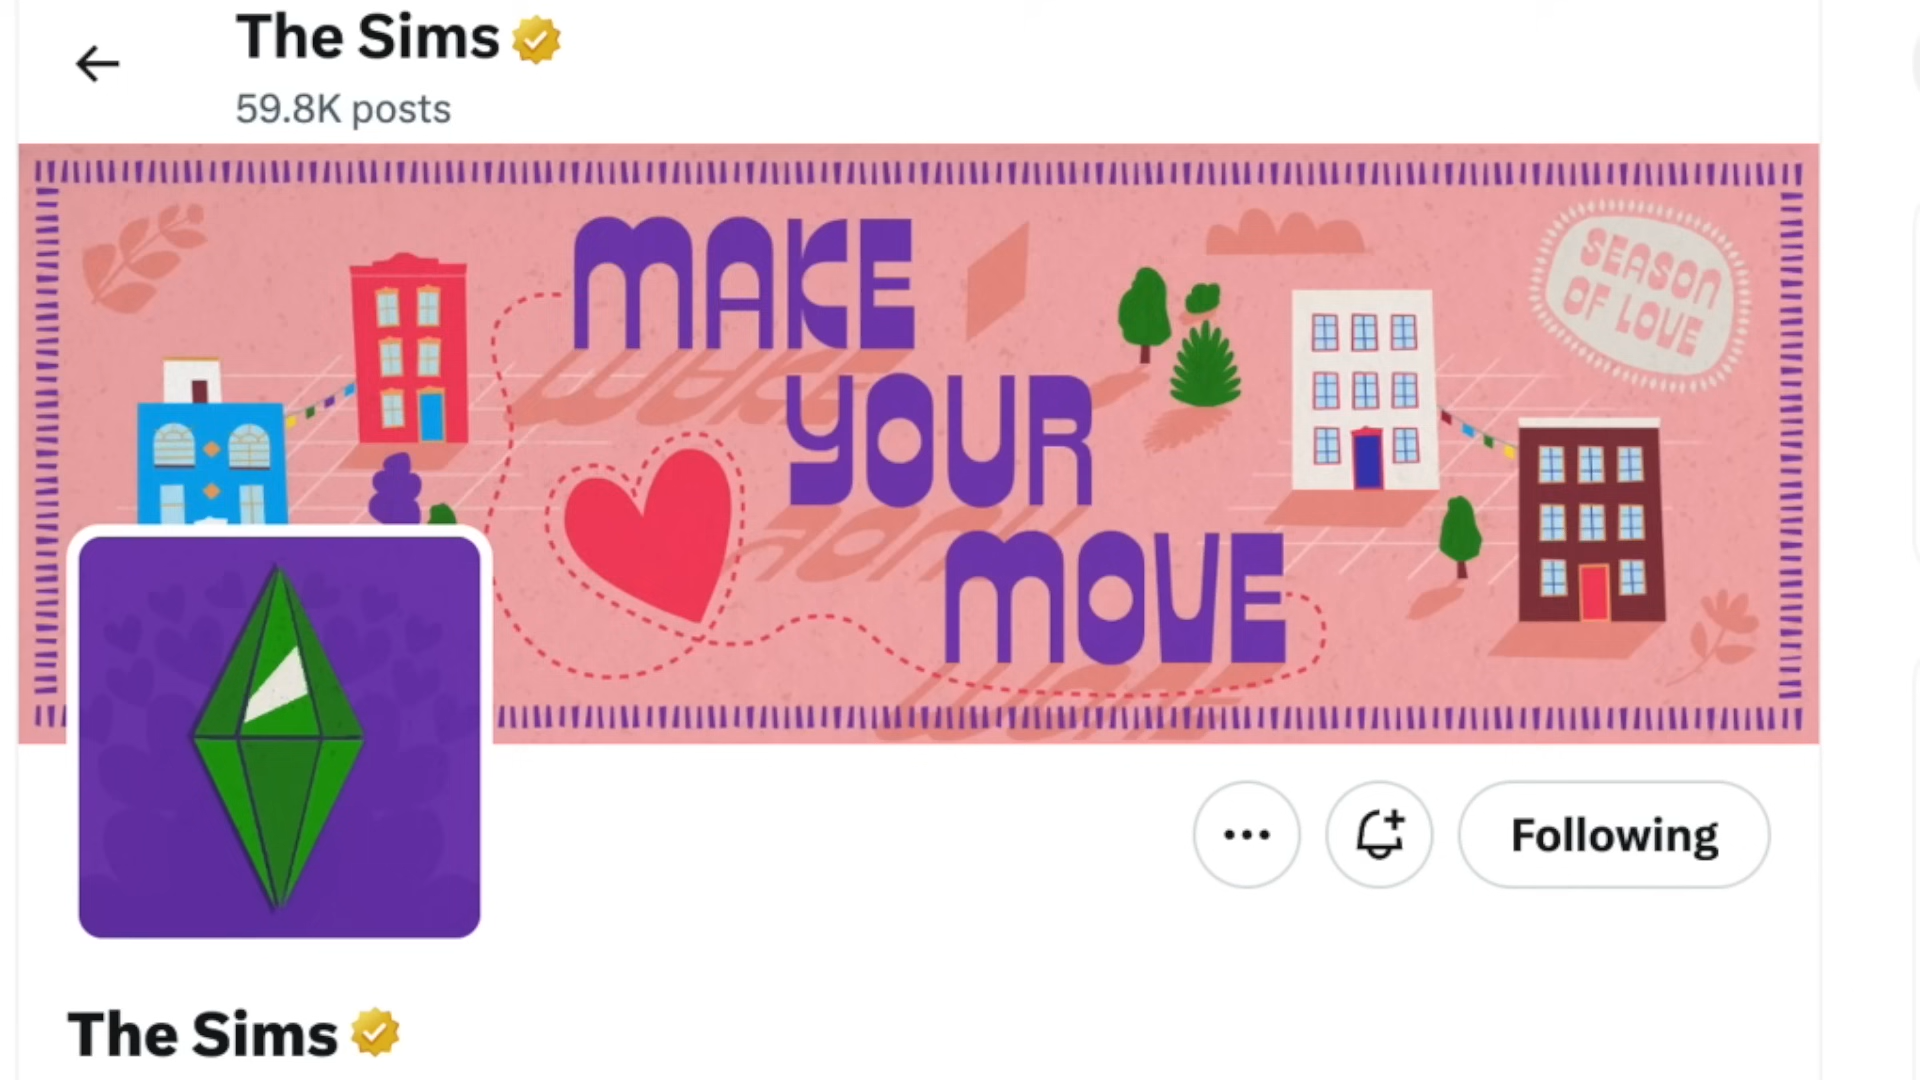 The Sims
59.8K posts
MAKE
YOUR
MOVE
SEASON
OF LOVE
Following
The Sims